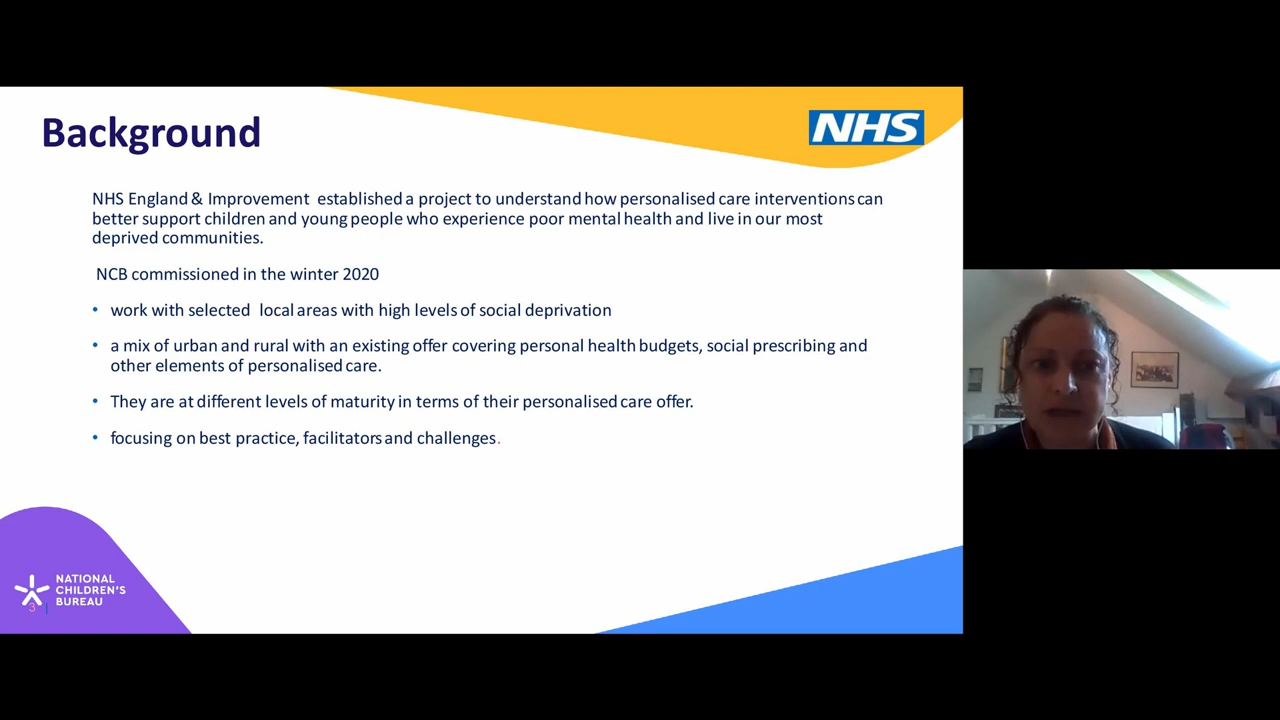 Background
NHS
NHS England & Improvement  established a project to understand how personalised care interventions can
better support children and young people who experience poor mental health and live in our most
deprived communities.
NCB commissioned in the winter 2020
• work with selected  local areas with high levels of social deprivation
• a mix of urban and rural with an existing offer covering personal health budgets, social prescribing and
other elements of personalised care.
• They are at different levels of maturity in terms of their personalised care offer.
• focusing on best practice, facilitators and challenges.
NATIONAL
CHILDREN'S
BUREAU
3 |